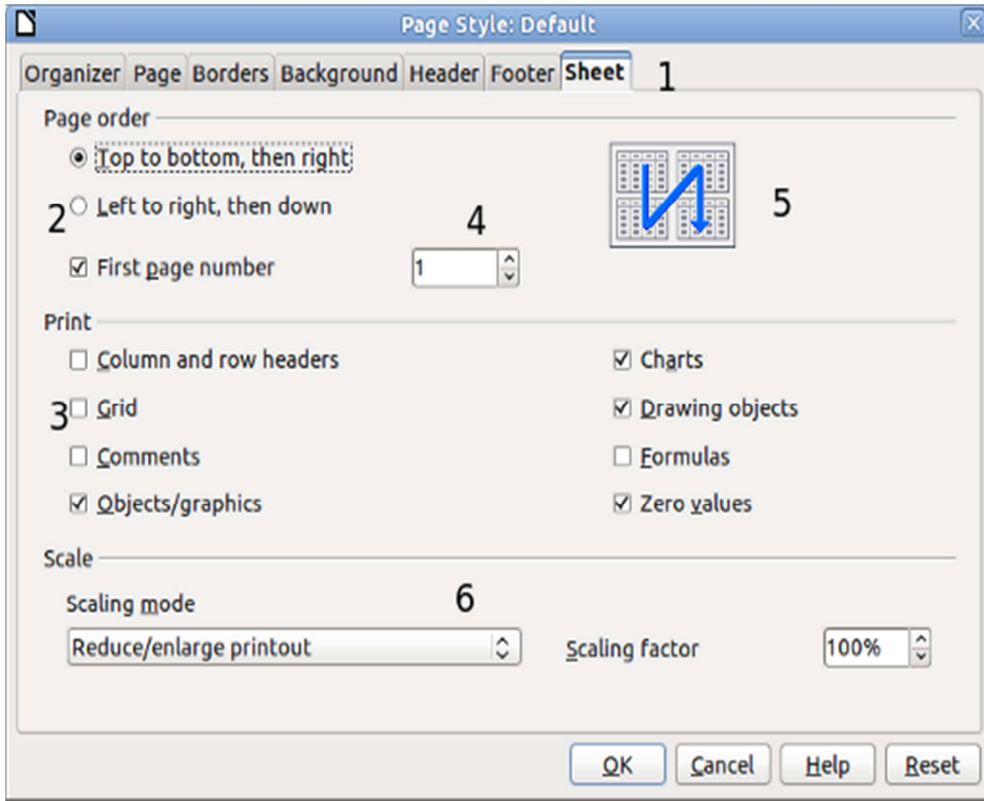 Page Style: Default
Organizer Page Borders Background Header Footer Sheet 1
Page order
Top to bottom, then right
2 Left to right, then down 4 5
First page number 1
Print
Column and row headers Charts
3 Grid Drawing objects
Comments Formulas
Objects/graphics Zero values
Scale
Scaling mode 6
Reduce/enlarge printout Scaling factor 100%
OK Cancel Help Reset